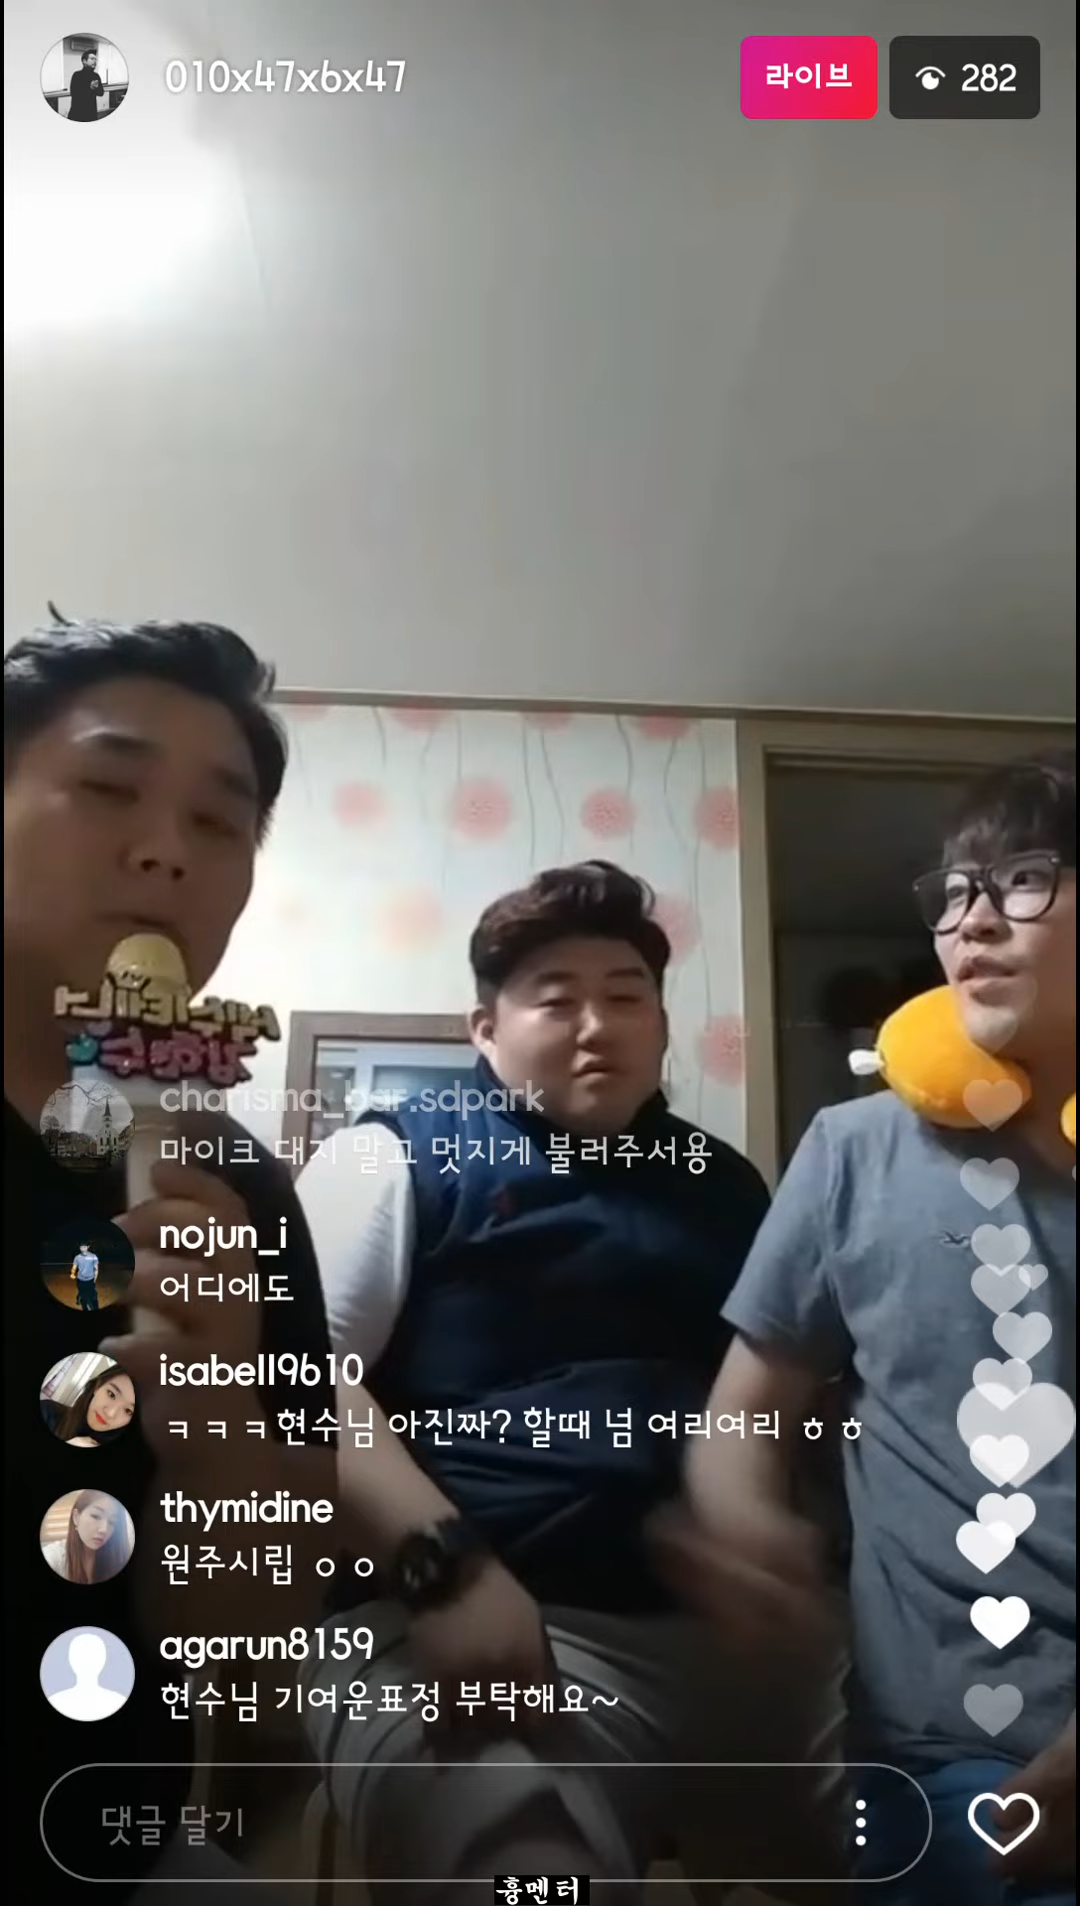 010x47x6x47
라이브
282
charisma_bar.sdpark
마이크 대지 말고 멋지게 불러주서용
nojun_i
어디에도
isabell9610
ㅋㅋㅋ현수님 아진짜? 할때 넘 여리여리 ㅎㅎ
thymidine
원주시립 ㅇㅇ
agarun8159
현수님 기여운표정 부탁해요~
댓글 달기
흥멘터